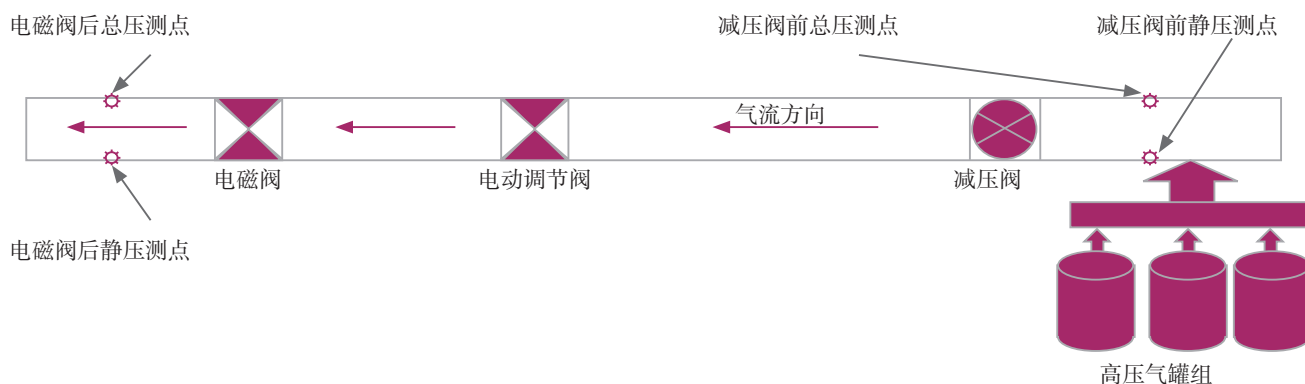 电磁阀后总压测点
减压阀前总压测点
减压阀前静压测点
气流方向
电磁阀
电动调节阀
减压阀
电磁阀后静压测点
高压气罐组